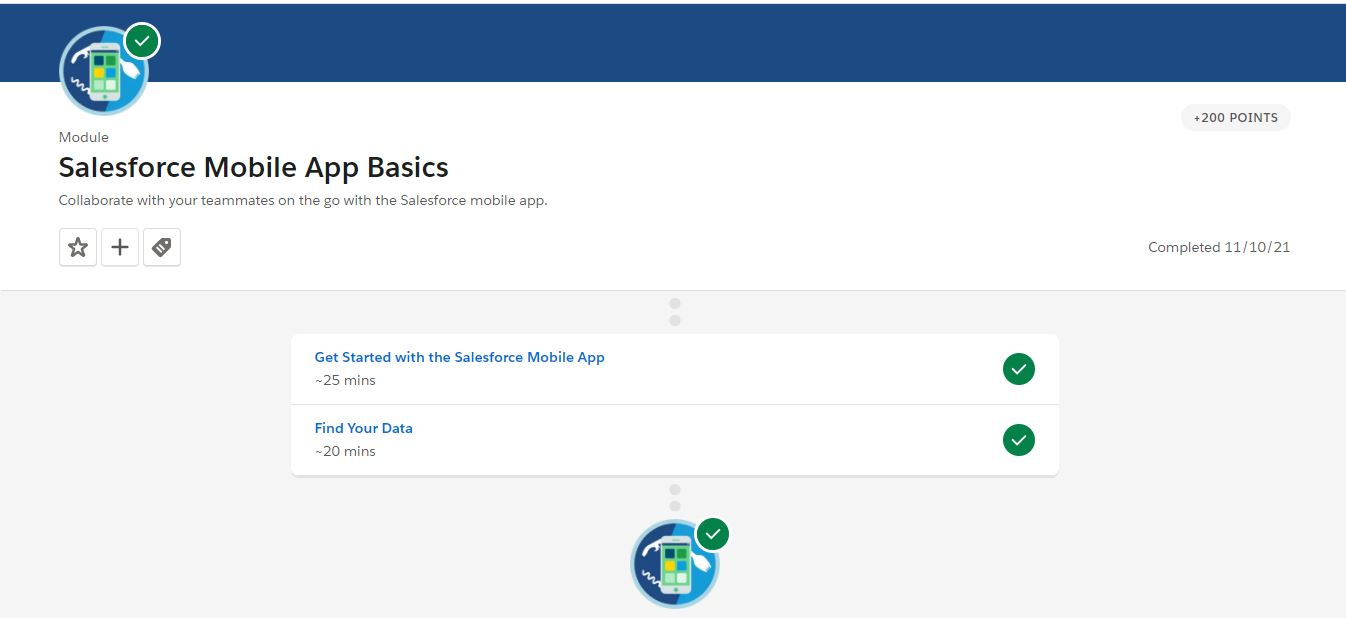 +200 POINTS
Module
Salesforce Mobile App Basics
Collaborate with your teammates on the go with the Salesforce mobile app.
Completed 11/10/21
Get Started with the Salesforce Mobile App
~25 mins
Find Your Data
~20 mins